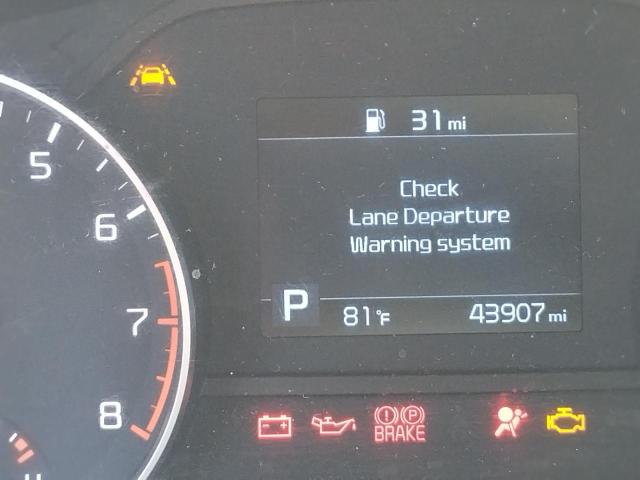 31 mi
Check
Lane Departure
Warning system
P 81°F 43907 mi
5
6
7
8
H
(!) (P)
BRAKE